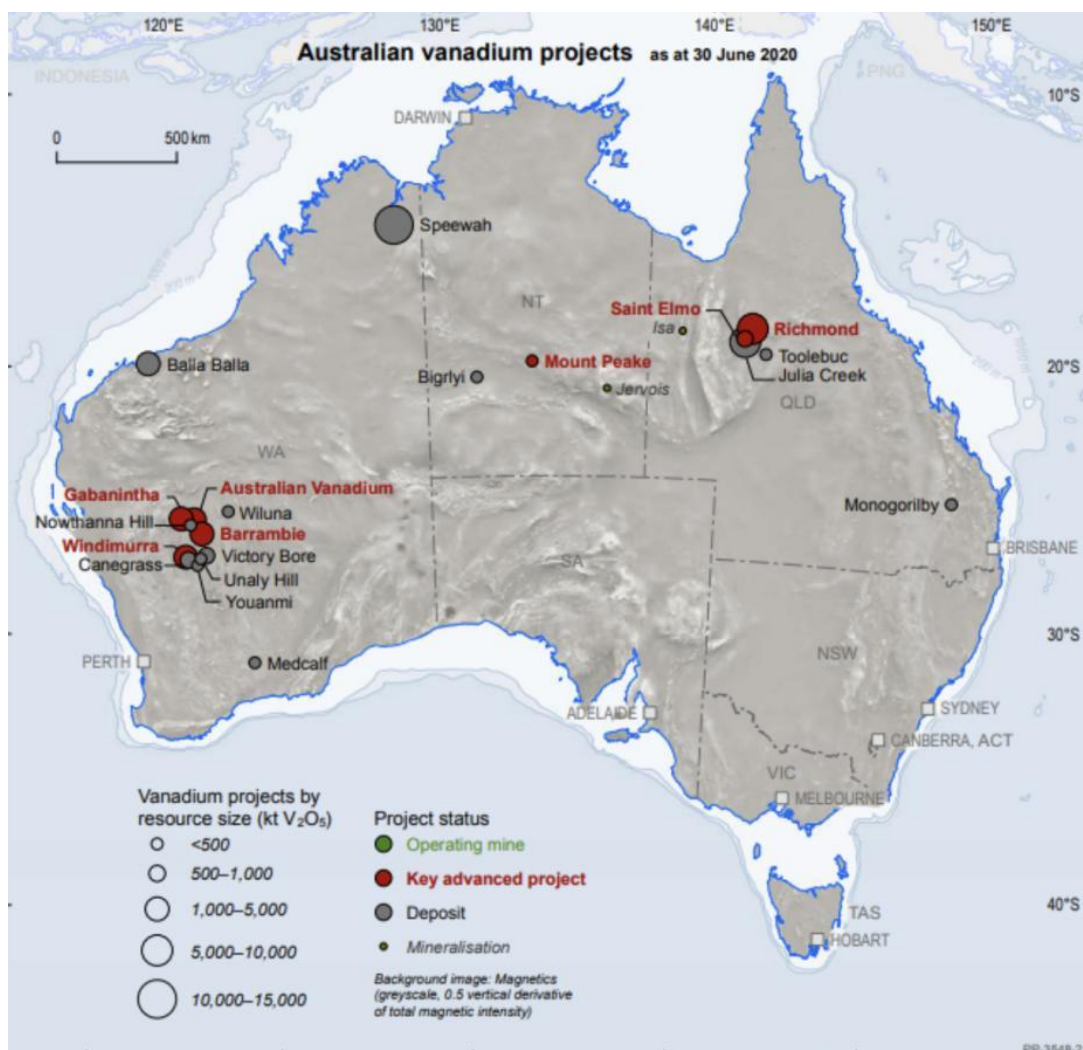 120°E 130°E 140°E 150°E
Australian vanadium projects as at 30 June 2020
INDONESIA
PNG
10°S
DARWIN
0 500 km
200 m
Speewah
NT
Saint Elmo
Isa
Richmond
Balla Balla
Mount Peake
Toolebuc
Bigrlyi
Julia Creek
20°S
Jervois
QLD
WA
Gabanintha
Australian Vanadium
Wiluna
Nowthanna Hill
Monogorilby
Barrambie
Windimurra
Victory Bore
BRISBANE
Canegrass
SA
Unaly Hill
Youanmi
30°S
NSW
PERTH
Medcalf
ADELAIDE
SYDNEY
CANBERRA, ACT
VIC
MELBOURNE
Vanadium projects by
resource size (kt V₂O₅)
<500
500–1,000
1,000–5,000
5,000–10,000
10,000–15,000
Project status
Operating mine
Key advanced project
Deposit
Mineralisation
Background image: Magnetics
(greyscale, 0.5 vertical derivative
of total magnetic intensity)
40°S
TAS
HOBART